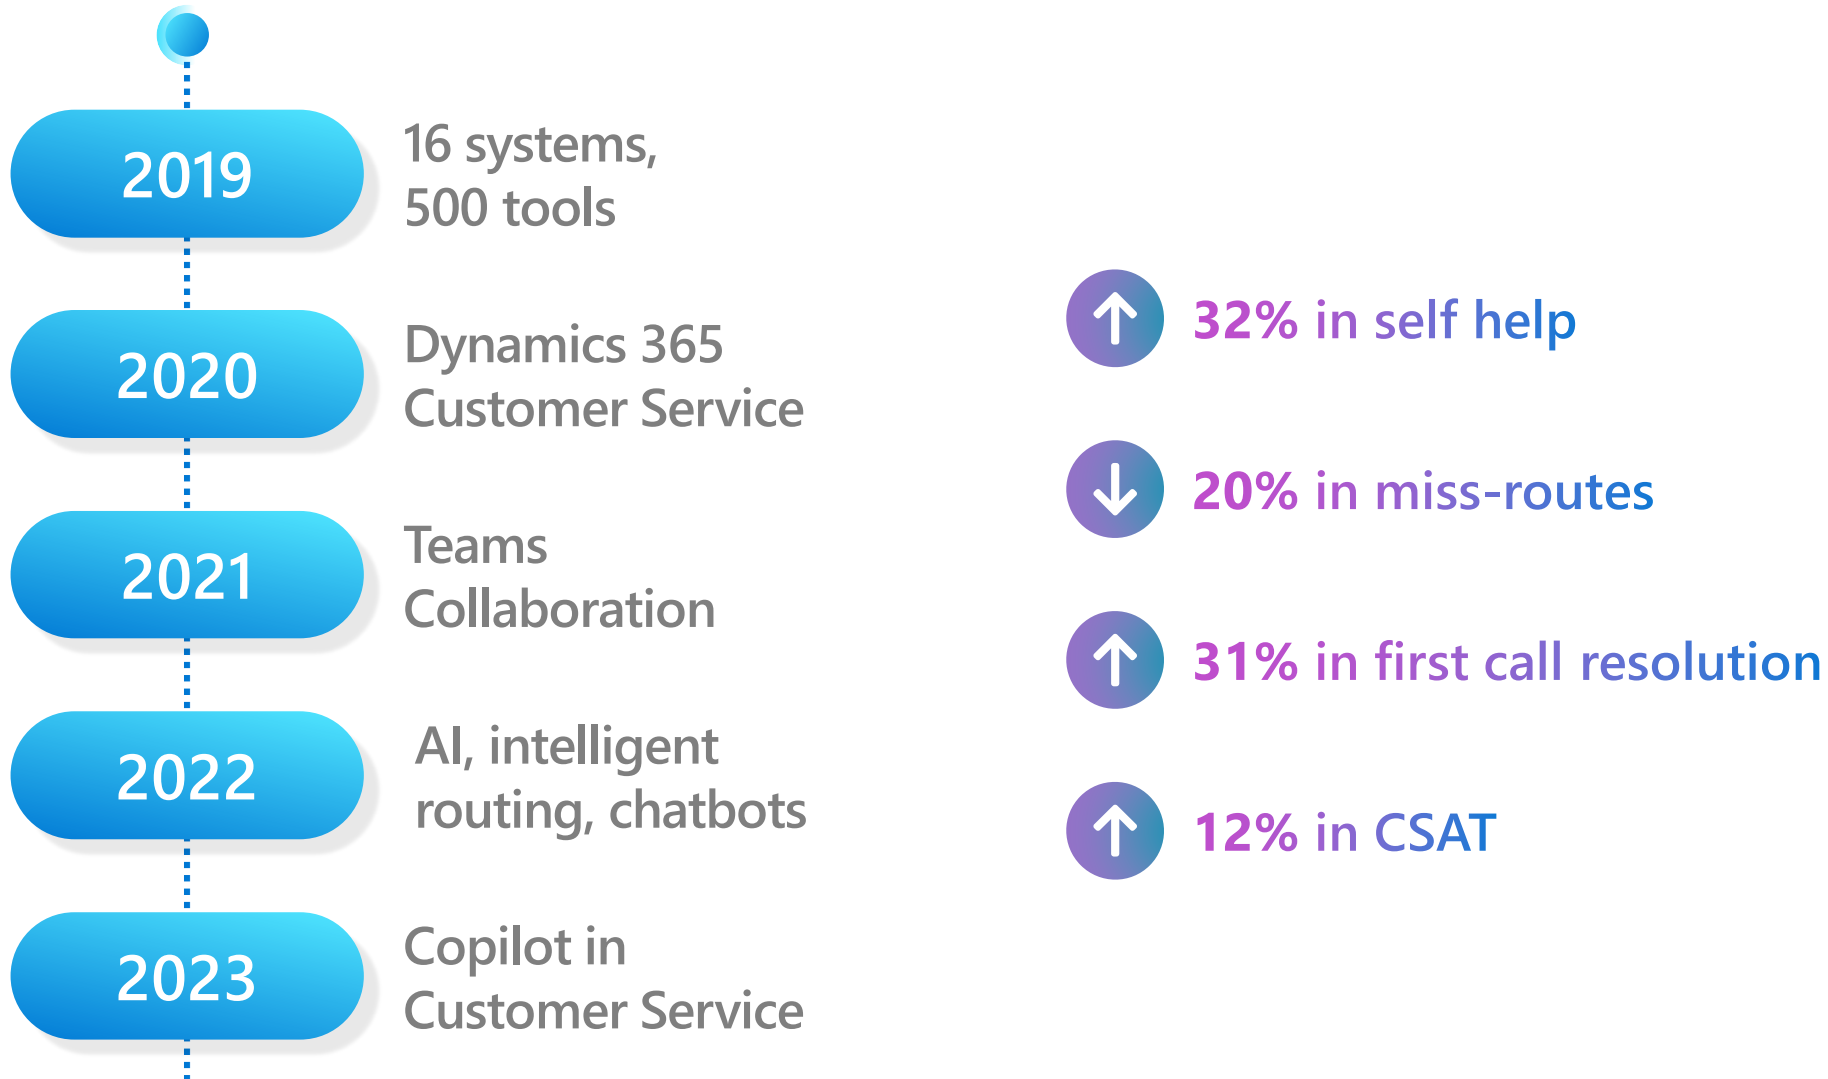 2019
16 systems,
500 tools
2020
Dynamics 365
Customer Service
2021
Teams
Collaboration
2022
AI, intelligent
routing, chatbots
2023
Copilot in
Customer Service
32% in self help
20% in miss-routes
31% in first call resolution
12% in CSAT